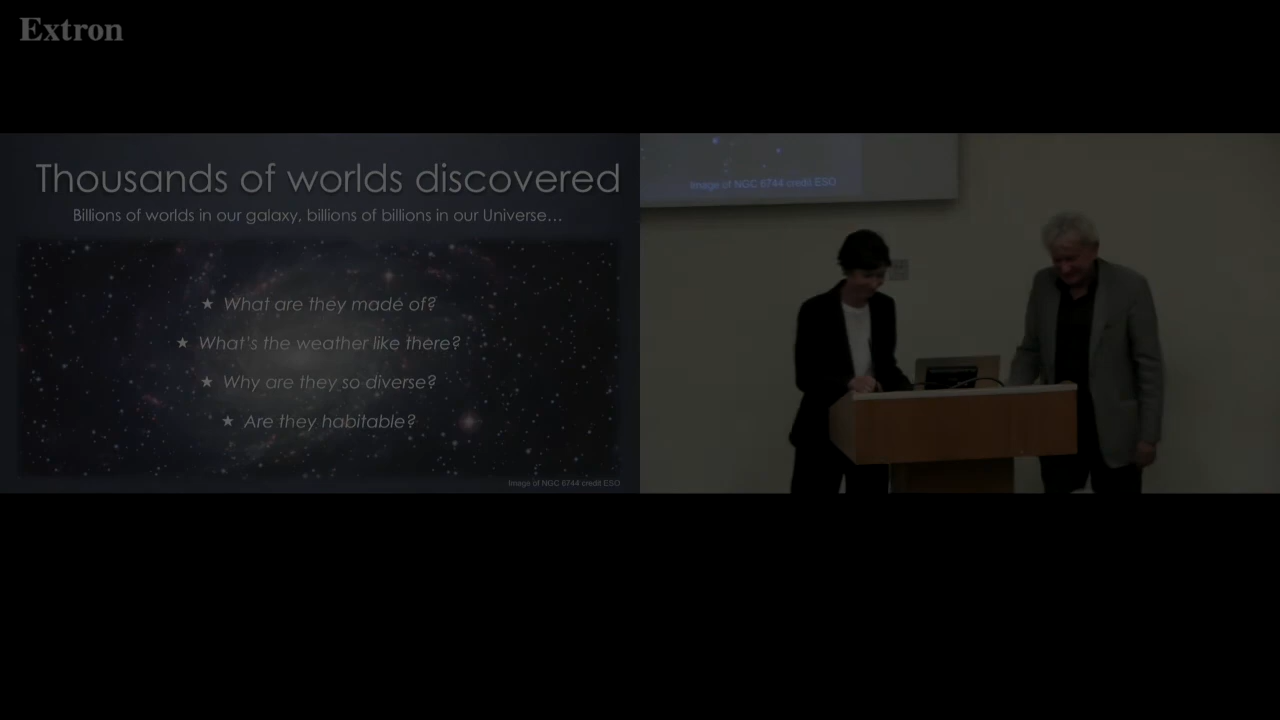 Extron
Thousands of worlds discovered
Billions of worlds in our galaxy, billions of billions in our Universe...
★ What are they made of?
★ What's the weather like there?
★ Why are they so diverse?
★ Are they habitable?
Image of NGC 6744 credit ESO
Image of NGC 6744 credit ESO